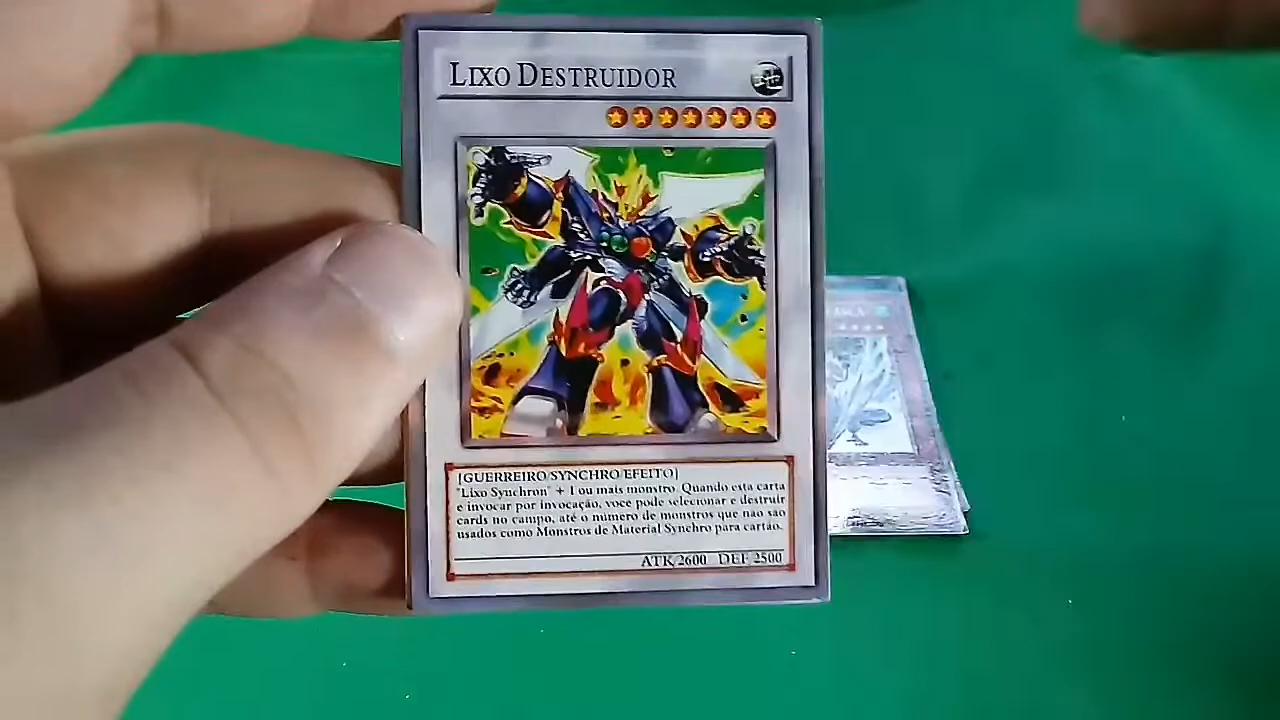 LIXO DESTRUIDOR
[GUERREIRO/SYNCHRO/EFEITO]
"Lixo Synchron" + 1 ou mais monstro. Quando esta carta
e invocar por invocação, voce pode selecionar e destruir
cards no campo, até o número de monstros que não são
usados como Monstros de Material Synchro para cartão.
ATK 2600 DEF 2500